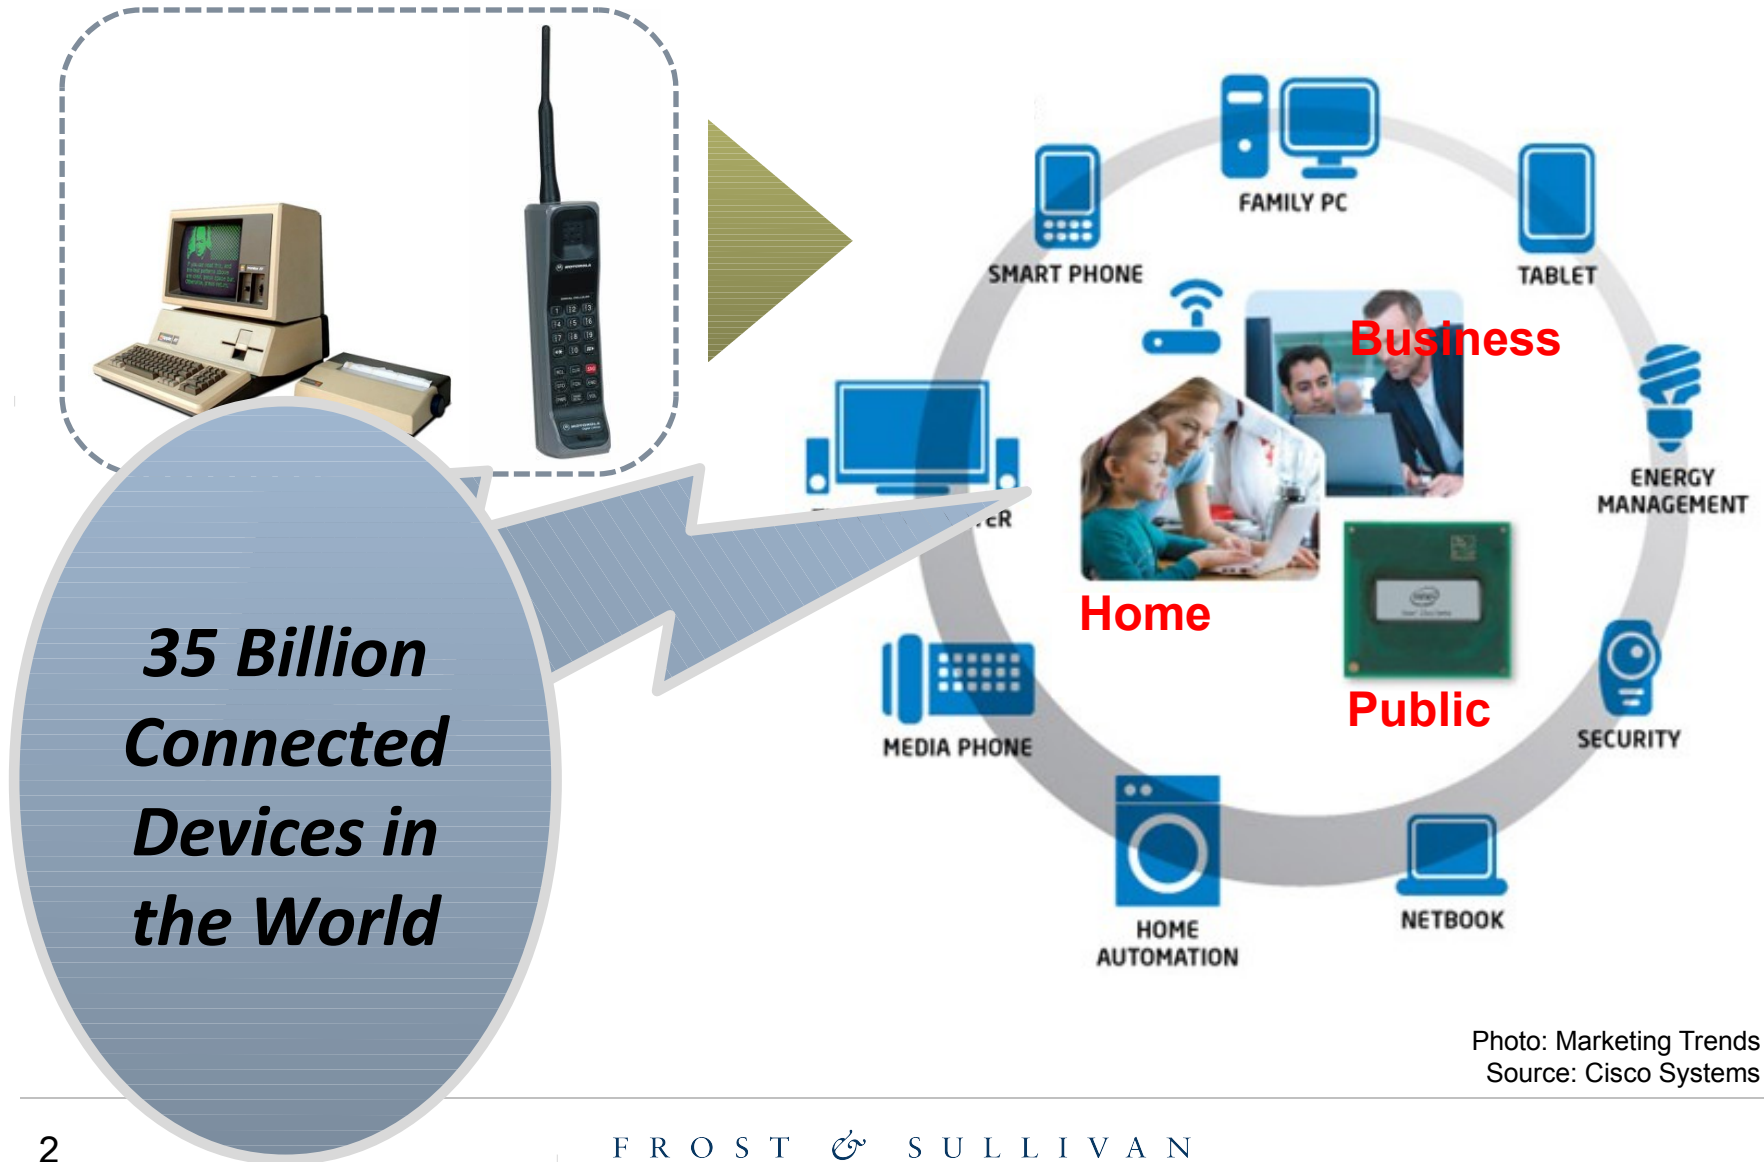 FAMILY PC
SMART PHONE
TABLET
Business
ENERGY
MANAGEMENT
Home
Public
MEDIA PHONE
SECURITY
HOME
AUTOMATION
NETBOOK
35 Billion
Connected
Devices in
the World
Photo: Marketing Trends
Source: Cisco Systems
2
FROST & SULLIVAN